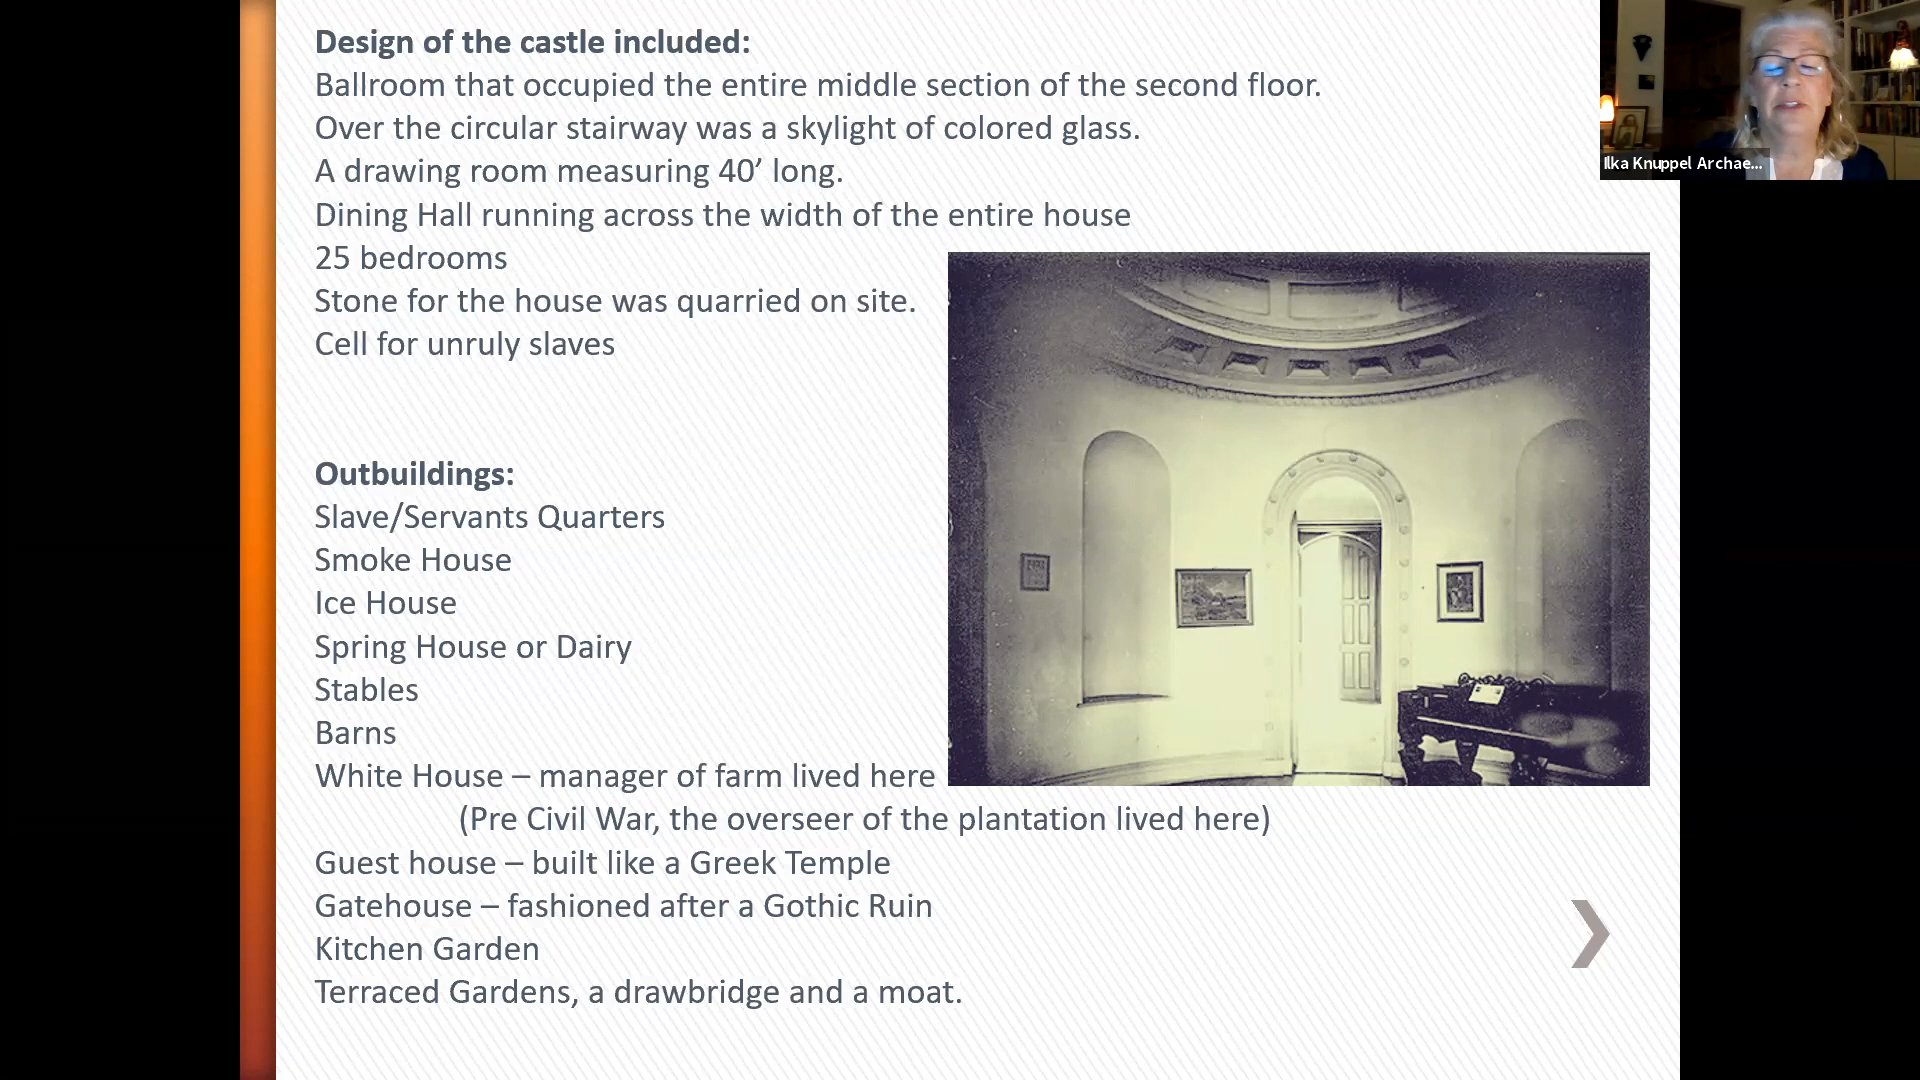 Design of the castle included:
Ballroom that occupied the entire middle section of the second floor.
Over the circular stairway was a skylight of colored glass.
A drawing room measuring 40’ long.
Dining Hall running across the width of the entire house
25 bedrooms
Stone for the house was quarried on site.
Cell for unruly slaves
Outbuildings:
Slave/Servants Quarters
Smoke House
Ice House
Spring House or Dairy
Stables
Barns
White House – manager of farm lived here
(Pre Civil War, the overseer of the plantation lived here)
Guest house – built like a Greek Temple
Gatehouse – fashioned after a Gothic Ruin
Kitchen Garden
Terraced Gardens, a drawbridge and a moat.
Ilka Knuppel Archae...